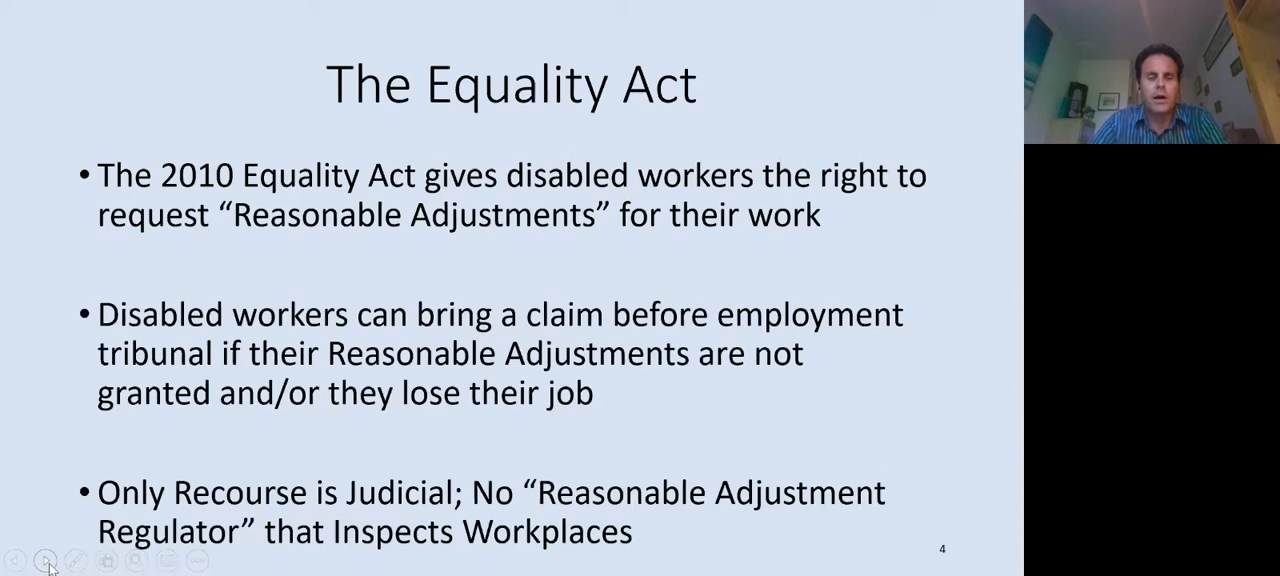 The Equality Act
• The 2010 Equality Act gives disabled workers the right to
request “Reasonable Adjustments” for their work
• Disabled workers can bring a claim before employment
tribunal if their Reasonable Adjustments are not
granted and/or they lose their job
• Only Recourse is Judicial; No “Reasonable Adjustment
Regulator” that Inspects Workplaces
4